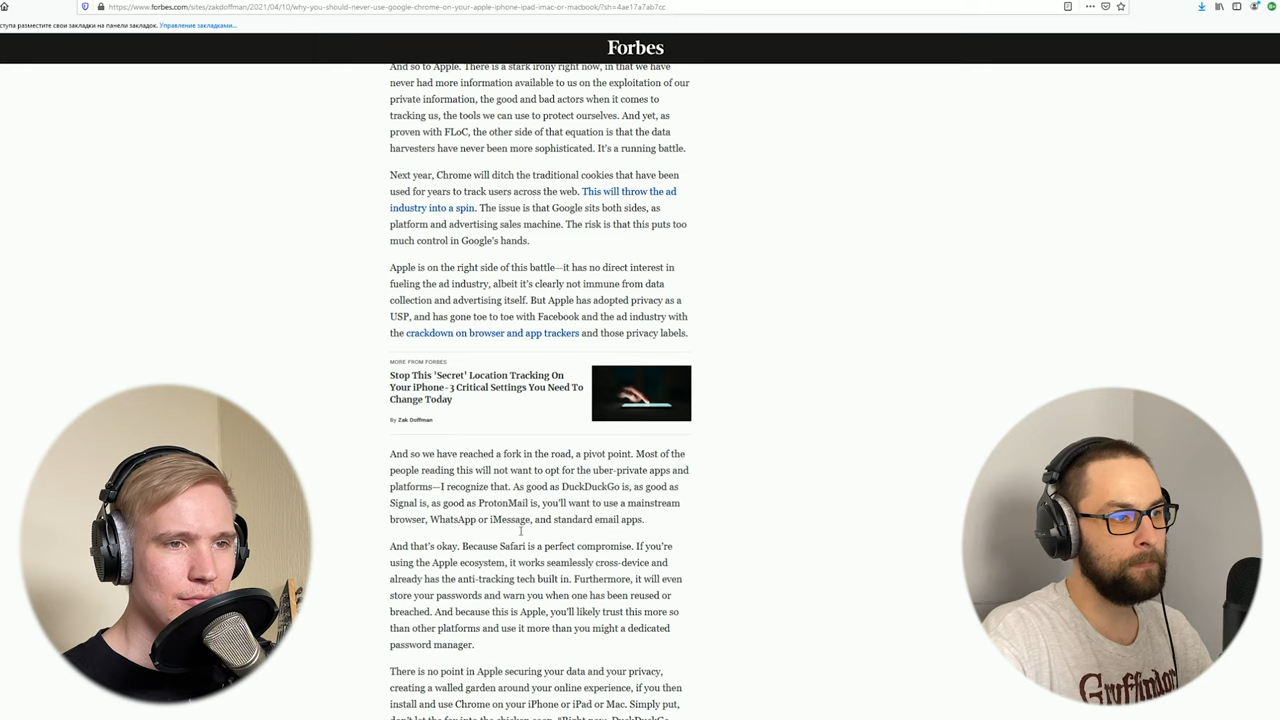 https://www.forbes.com/sites/zakdoffman/2021/04/10/why-you-should-never-use-google-chrome-on-your-apple-iphone-ipad-imac-or-macbook/?sh=4ae17a7ab7cc
ступа разместите свои закладки на панели закладок. Управление закладками...
Forbes
And so to Apple. There is a stark irony right now, in that we have
never had more information available to us on the exploitation of our
private information, the good and bad actors when it comes to
tracking us, the tools we can use to protect ourselves. And yet, as
proven with FLoC, the other side of that equation is that the data
harvesters have never been more sophisticated. It's a running battle.
Next year, Chrome will ditch the traditional cookies that have been
used for years to track users across the web. This will throw the ad
industry into a spin. The issue is that Google sits both sides, as
platform and advertising sales machine. The risk is that this puts too
much control in Google's hands.
Apple is on the right side of this battle—it has no direct interest in
fueling the ad industry, albeit it's clearly not immune from data
collection and advertising itself. But Apple has adopted privacy as a
USP, and has gone toe to toe with Facebook and the ad industry with
the crackdown on browser and app trackers and those privacy labels.
MORE FROM FORBES
Stop This 'Secret' Location Tracking On
Your iPhone–3 Critical Settings You Need To
Change Today
By Zak Doffman
And so we have reached a fork in the road, a pivot point. Most of the
people reading this will not want to opt for the uber-private apps and
platforms—I recognize that. As good as DuckDuckGo is, as good as
Signal is, as good as ProtonMail is, you'll want to use a mainstream
browser, WhatsApp or iMessage, and standard email apps.
And that's okay. Because Safari is a perfect compromise. If you're
using the Apple ecosystem, it works seamlessly cross-device and
already has the anti-tracking tech built in. Furthermore, it will even
store your passwords and warn you when one has been reused or
breached. And because this is Apple, you'll likely trust this more so
than other platforms and use it more than you might a dedicated
password manager.
There is no point in Apple securing your data and your privacy,
creating a walled garden around your online experience, if you then
install and use Chrome on your iPhone or iPad or Mac. Simply put,
don't let the fox into the chicken coop. "Right now, DuckDuckGo
Gryffindor